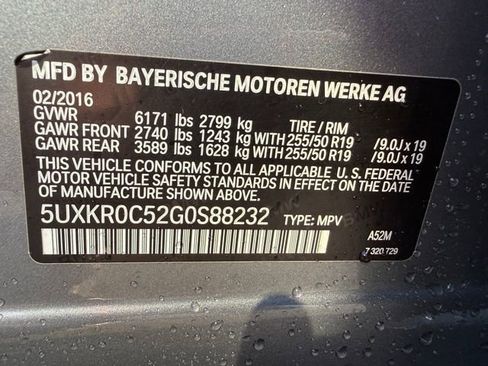 MFD BY BAYERISCHE MOTOREN WERKE AG
02/2016
GVWR 6171 lbs 2799 kg TIRE / RIM
GAWR FRONT 2740 lbs 1243 kg WITH 255/50 R19 /9.0J x 19
GAWR REAR 3589 lbs 1628 kg WITH 255/50 R19 /9.0J x 19
THIS VEHICLE CONFORMS TO ALL APPLICABLE U.S. FEDERAL
MOTOR VEHICLE SAFETY STANDARDS IN EFFECT ON THE DATE
OF MANUFACTURE SHOWN ABOVE.
5UXKR0C52G0S88232 TYPE: MPV A52M
7 320 729